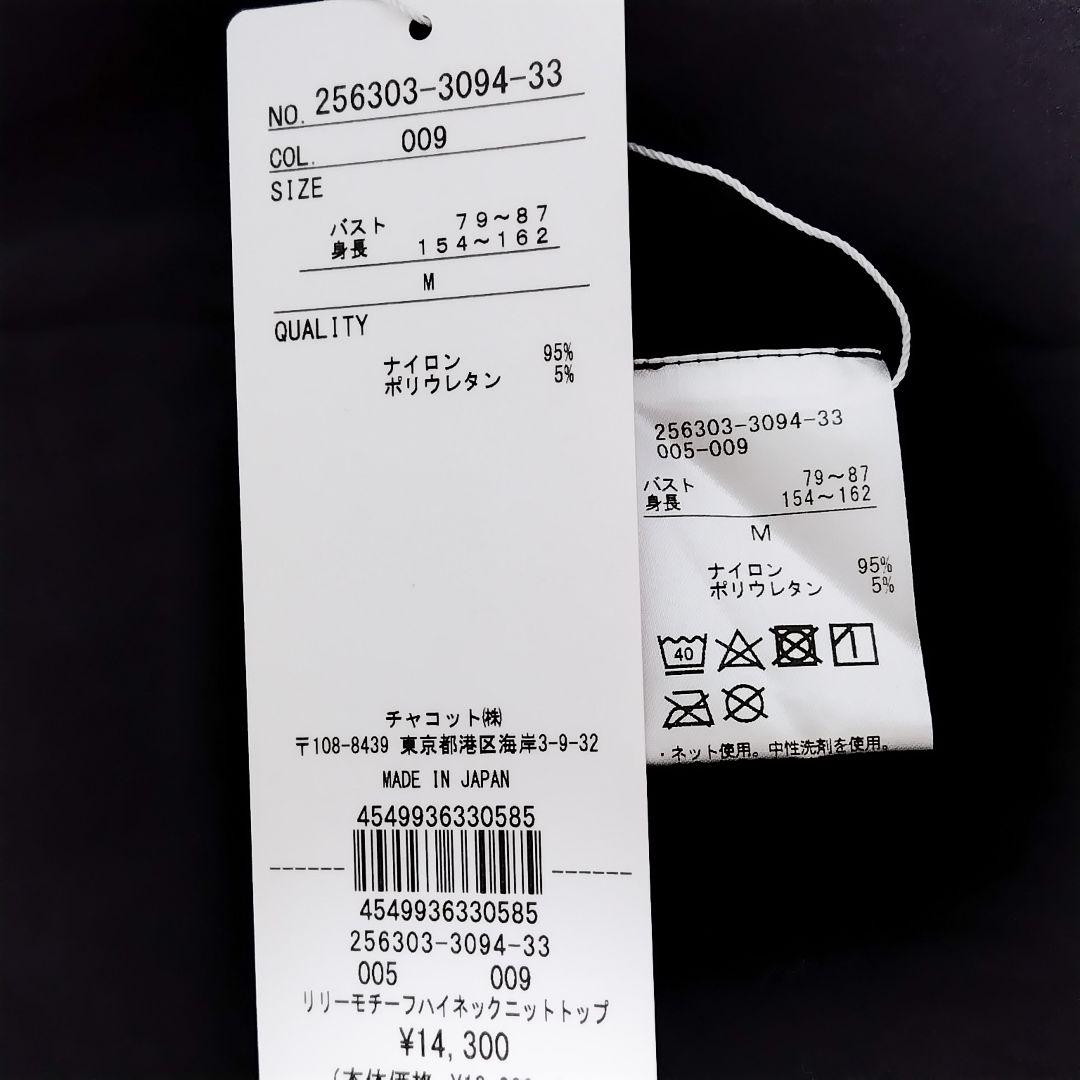 NO. 256303-3094-33
COL. 009
SIZE
バスト 79～87
身長 154～162
M
QUALITY
ナイロン 95%
ポリウレタン 5%
チャコット㈱
〒108-8439 東京都港区海岸3-9-32
MADE IN JAPAN
4549936330585
4549936330585
256303-3094-33
005 009
リリーモチーフハイネックニットトップ
¥14,300
(本体価格
256303-3094-33
005-009
バスト 79～87
身長 154～162
M
ナイロン 95%
ポリウレタン 5%
40
・ネット使用。中性洗剤を使用。